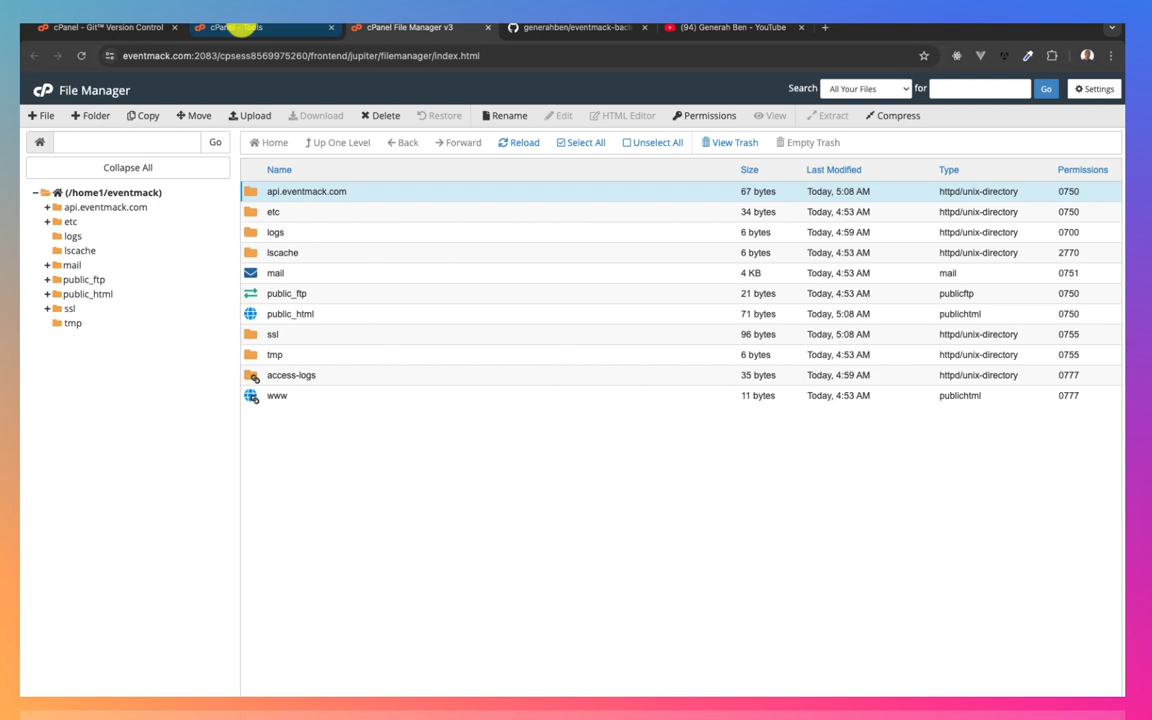 cPanel - Git™ Version Control
cPanel - Tools
cPanel File Manager v3
generahben/eventmack-bac
(94) Generah Ben - YouTube
eventmack.com:2083/cpsess8569975260/frontend/jupiter/filemanager/index.html
cP File Manager
Search All Your Files for Go Settings
File Folder Copy Move Upload Download Delete Restore Rename Edit HTML Editor Permissions View Extract Compress
Go Home Up One Level Back Forward Reload Select All Unselect All View Trash Empty Trash
Collapse All
(/home1/eventmack)
api.eventmack.com
etc
logs
lscache
mail
public_ftp
public_html
ssl
tmp
Name Size Last Modified Type Permissions
api.eventmack.com 67 bytes Today, 5:08 AM httpd/unix-directory 0750
etc 34 bytes Today, 4:53 AM httpd/unix-directory 0750
logs 6 bytes Today, 4:59 AM httpd/unix-directory 0700
lscache 6 bytes Today, 4:53 AM httpd/unix-directory 2770
mail 4 KB Today, 4:53 AM mail 0751
public_ftp 21 bytes Today, 4:53 AM publicftp 0750
public_html 71 bytes Today, 5:08 AM publichtml 0750
ssl 96 bytes Today, 5:08 AM httpd/unix-directory 0755
tmp 6 bytes Today, 4:53 AM httpd/unix-directory 0755
access-logs 35 bytes Today, 4:59 AM httpd/unix-directory 0777
www 11 bytes Today, 4:53 AM publichtml 0777